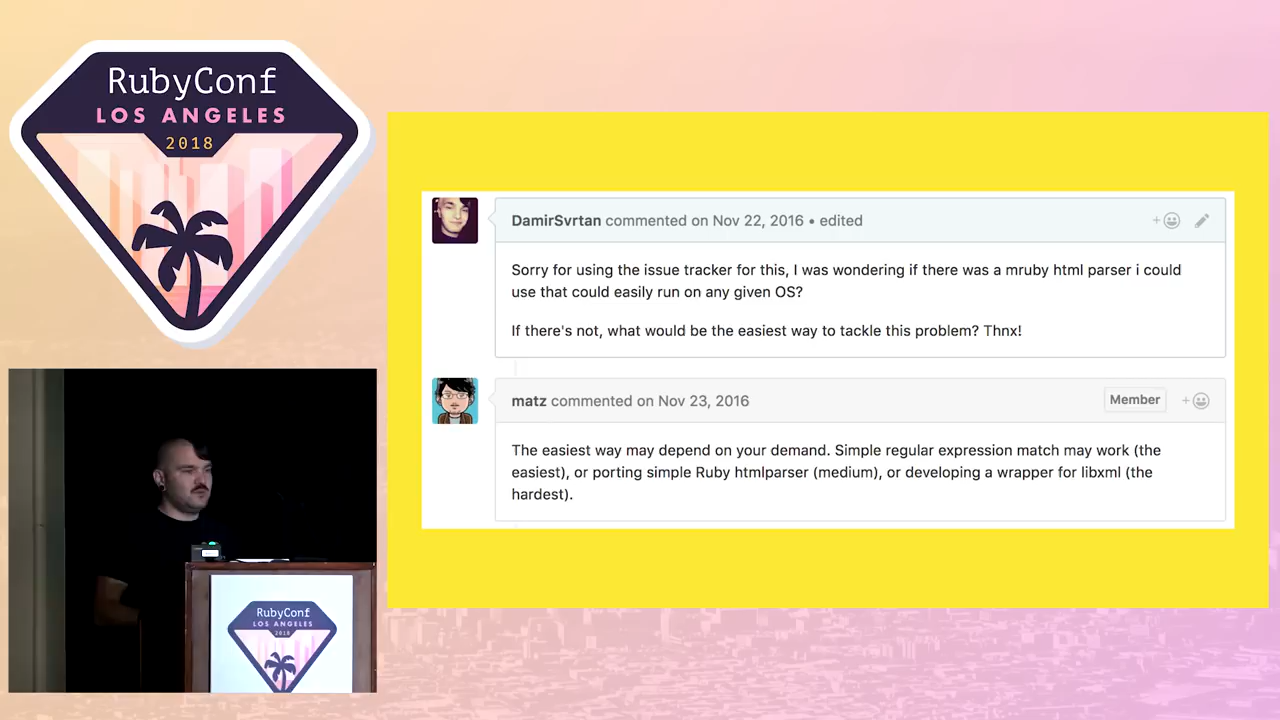 RubyConf
LOS ANGELES
2018
DamirSvrtan commented on Nov 22, 2016 • edited
Sorry for using the issue tracker for this, I was wondering if there was a mruby html parser i could
use that could easily run on any given OS?
If there's not, what would be the easiest way to tackle this problem? Thnx!
matz commented on Nov 23, 2016
Member
The easiest way may depend on your demand. Simple regular expression match may work (the
easiest), or porting simple Ruby htmlparser (medium), or developing a wrapper for libxml (the
hardest).
RubyConf
LOS ANGELES
2018